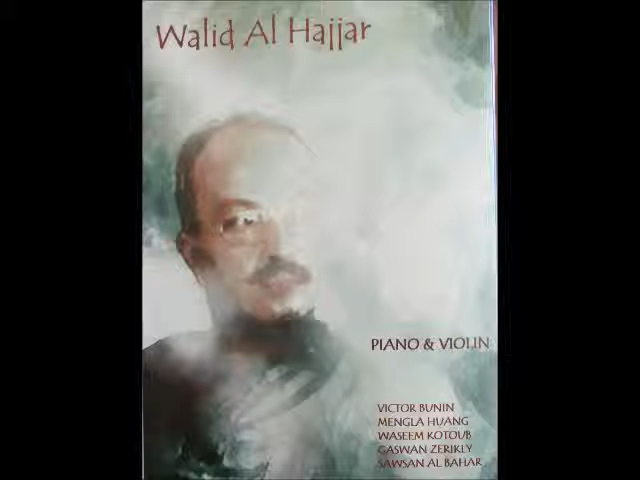 Walid Al Hajjar
PIANO & VIOLIN
VICTOR BUNIN
MENGLA HUANG
WASEEM KOTOUB
GASWAN ZERIKLY
SAWSAN AL BAHAR